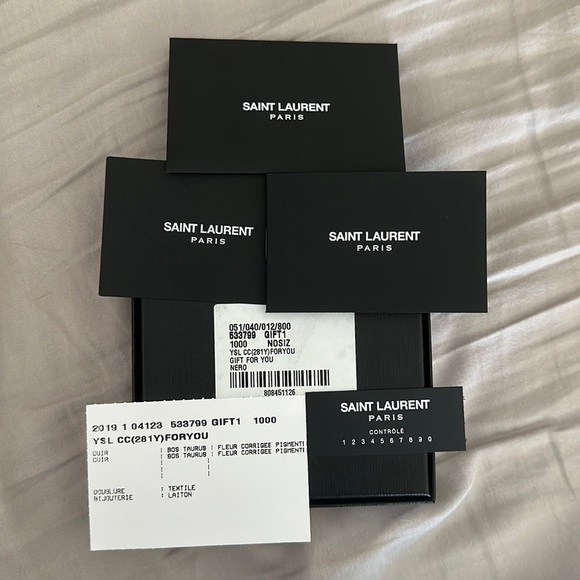 SAINT LAURENT
PARIS
SAINT LAURENT
PARIS
SAINT LAURENT
PARIS
051/040/012/800
533799 GIFT1
1000 NOSIZ
YSL CC(281Y)FORYOU
GIFT FOR YOU
NERO
808451126
2019 1 04123 533799 GIFT1 1000
YSL CC(281Y)FORYOU
CUIR : BOS TAURUS | FLEUR CORRIGEE PIGMENTE
CUIR : BOS TAURUS | FLEUR CORRIGEE PIGMENTE
DOUBLURE : TEXTILE
BIJOUTERIE : LAITON
SAINT LAURENT
PARIS
CONTRÔLE
1 2 3 4 5 6 7 8 9 0